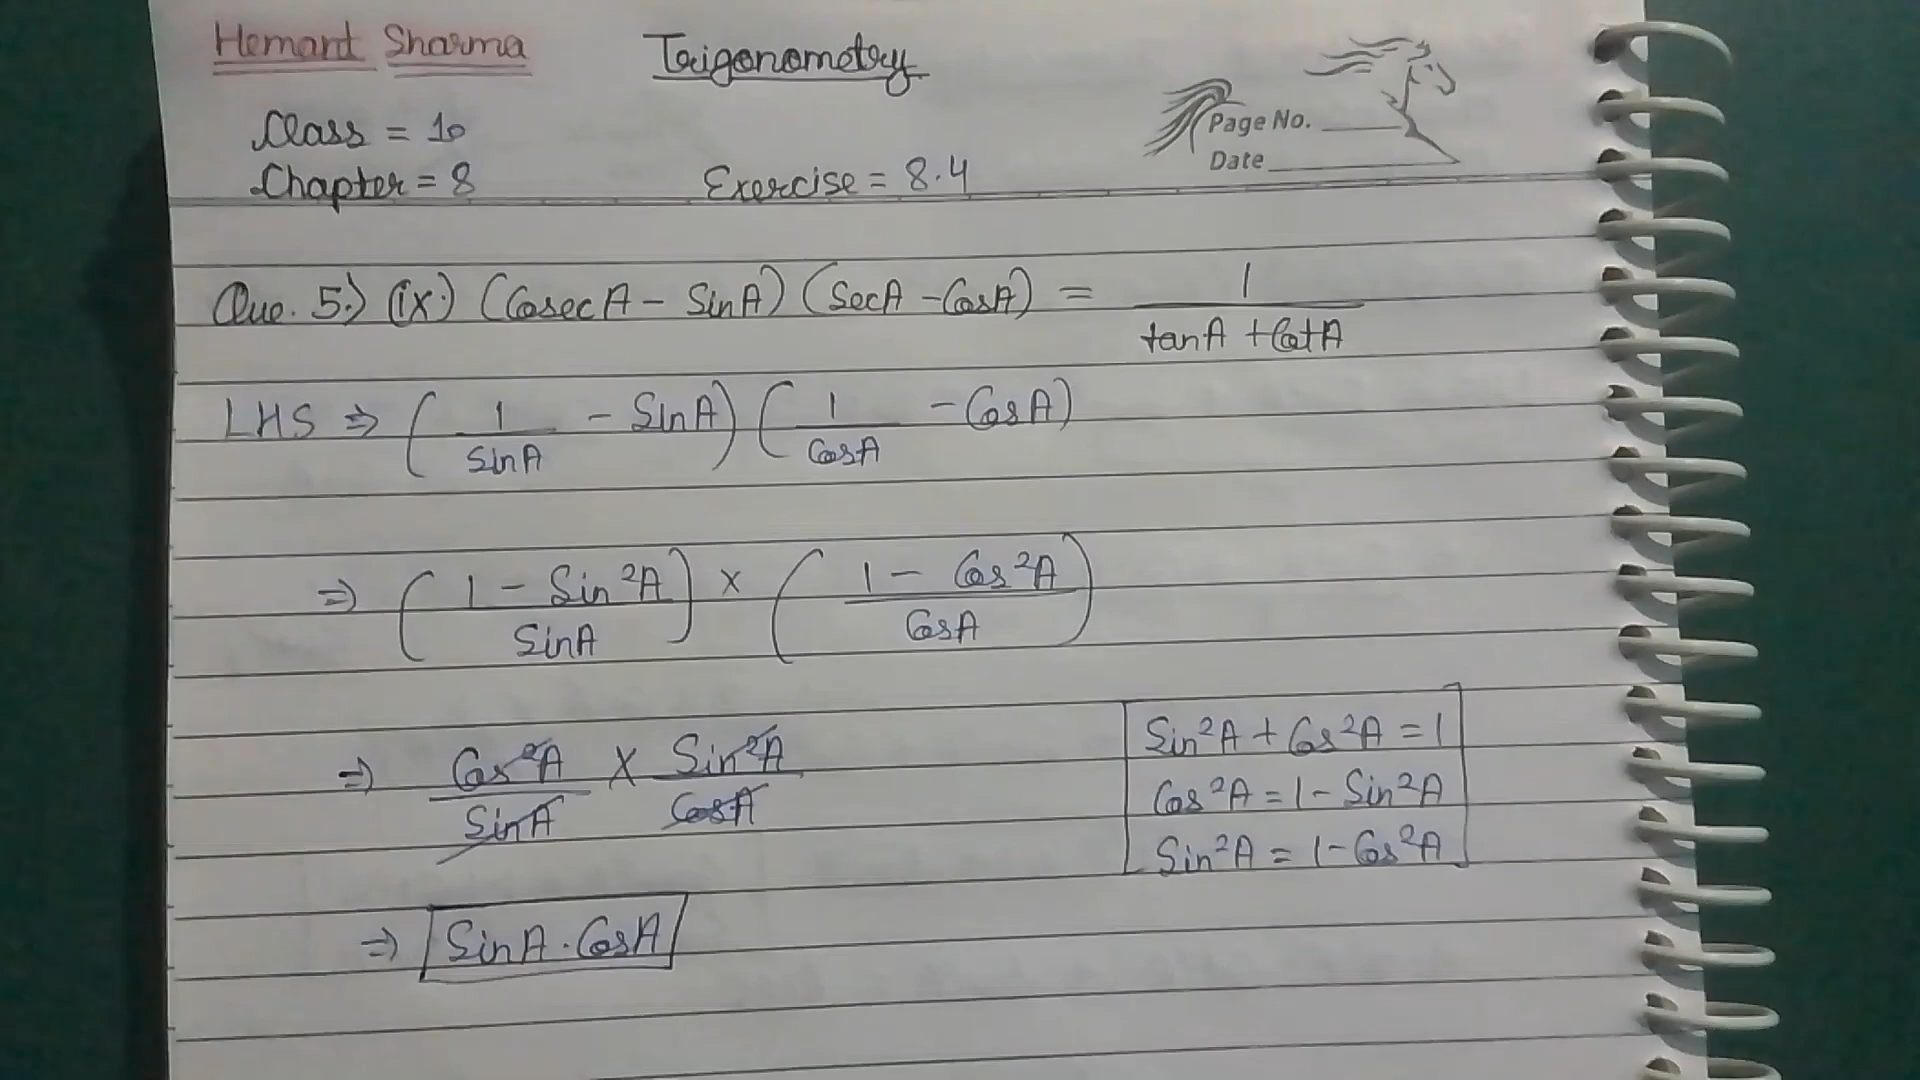 Hemant Sharma
Trigonometry
Class = 10
Chapter = 8
Exercise = 8.4
Page No.
Date
Que. 5.) (ix.) (CosecA - SinA) (SecA - CosA) = 1 / tanA + CotA
LHS ⇒ (1/SinA - SinA) (1/CosA - CosA)
⇒ (1 - Sin²A / SinA) × (1 - Cos²A / CosA)
⇒ Cos²A / SinA × Sin²A / CosA
Sin²A + Cos²A = 1
Cos²A = 1 - Sin²A
Sin²A = 1 - Cos²A
⇒ SinA . CosA